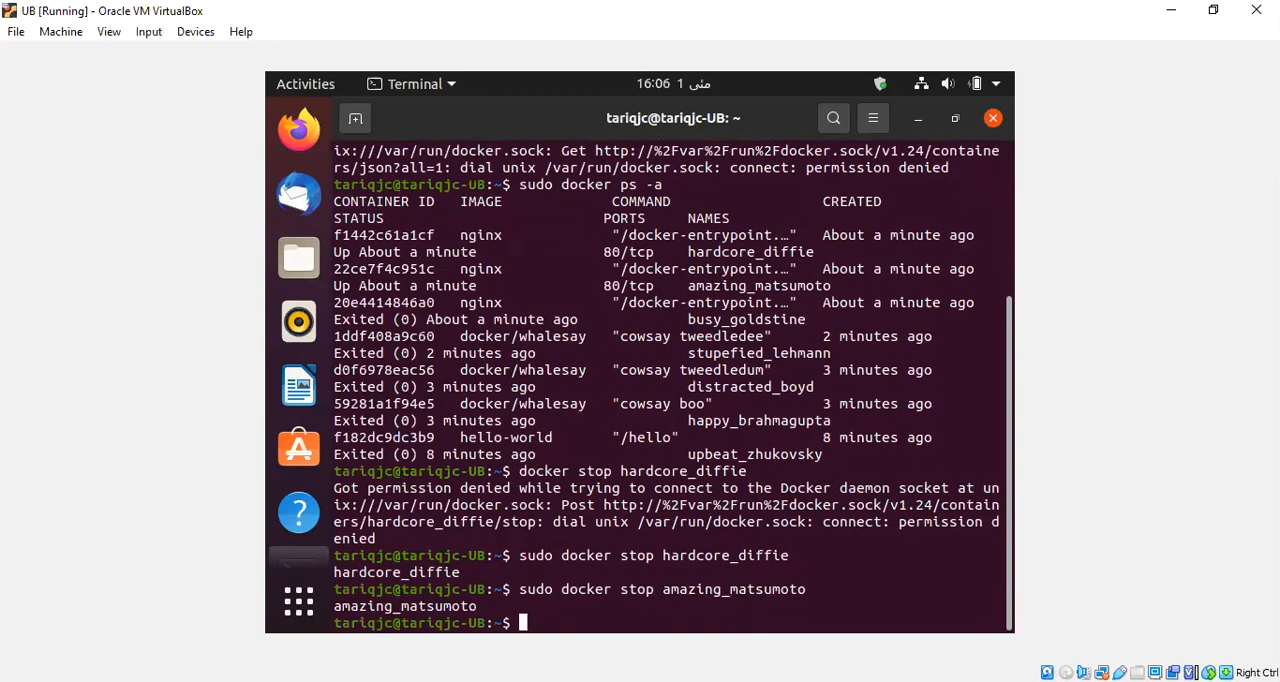 UB [Running] - Oracle VM VirtualBox
File Machine View Input Devices Help
Activities Terminal 16:06 1 مئی
tariqjc@tariqjc-UB: ~
ix:///var/run/docker.sock: Get http://%2Fvar%2Frun%2Fdocker.sock/v1.24/containe
rs/json?all=1: dial unix /var/run/docker.sock: connect: permission denied
tariqjc@tariqjc-UB:~$ sudo docker ps -a
CONTAINER ID IMAGE COMMAND CREATED
STATUS PORTS NAMES
f1442c61a1cf nginx "/docker-entrypoint.…" About a minute ago
Up About a minute 80/tcp hardcore_diffie
22ce7f4c951c nginx "/docker-entrypoint.…" About a minute ago
Up About a minute 80/tcp amazing_matsumoto
20e4414846a0 nginx "/docker-entrypoint.…" About a minute ago
Exited (0) About a minute ago busy_goldstine
1ddf408a9c60 docker/whalesay "cowsay tweedledee" 2 minutes ago
Exited (0) 2 minutes ago stupefied_lehmann
d0f6978eac56 docker/whalesay "cowsay tweedledum" 3 minutes ago
Exited (0) 3 minutes ago distracted_boyd
59281a1f94e5 docker/whalesay "cowsay boo" 3 minutes ago
Exited (0) 3 minutes ago happy_brahmagupta
f182dc9dc3b9 hello-world "/hello" 8 minutes ago
Exited (0) 8 minutes ago upbeat_zhukovsky
tariqjc@tariqjc-UB:~$ docker stop hardcore_diffie
Got permission denied while trying to connect to the Docker daemon socket at un
ix:///var/run/docker.sock: Post http://%2Fvar%2Frun%2Fdocker.sock/v1.24/contain
ers/hardcore_diffie/stop: dial unix /var/run/docker.sock: connect: permission d
enied
tariqjc@tariqjc-UB:~$ sudo docker stop hardcore_diffie
hardcore_diffie
tariqjc@tariqjc-UB:~$ sudo docker stop amazing_matsumoto
amazing_matsumoto
tariqjc@tariqjc-UB:~$
Right Ctrl